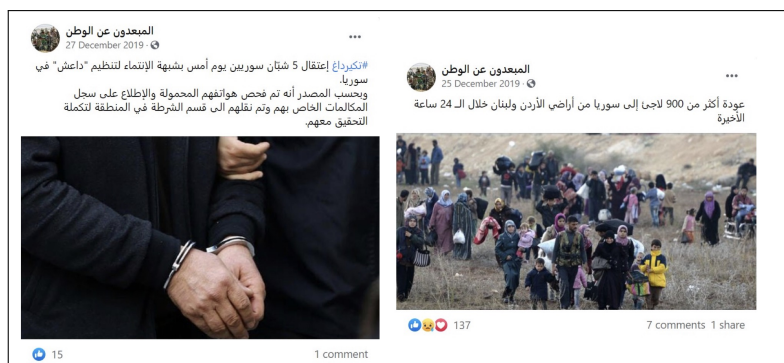 المبعدون عن الوطن
27 December 2019 ·
#تكيرداغ إعتقال 5 شبّان سوريين يوم أمس بشبهة الإنتماء لتنظيم "داعش" في
سوريا.
وبحسب المصدر أنه تم فحص هواتفهم المحمولة والإطلاع على سجل
المكالمات الخاص بهم وتم نقلهم الى قسم الشرطة في المنطقة لتكملة
التحقيق معهم.
15
1 comment
المبعدون عن الوطن
25 December 2019 ·
عودة أكثر من 900 لاجئ إلى سوريا من أراضي الأردن ولبنان خلال الـ 24 ساعة
الأخيرة
137
7 comments 1 share